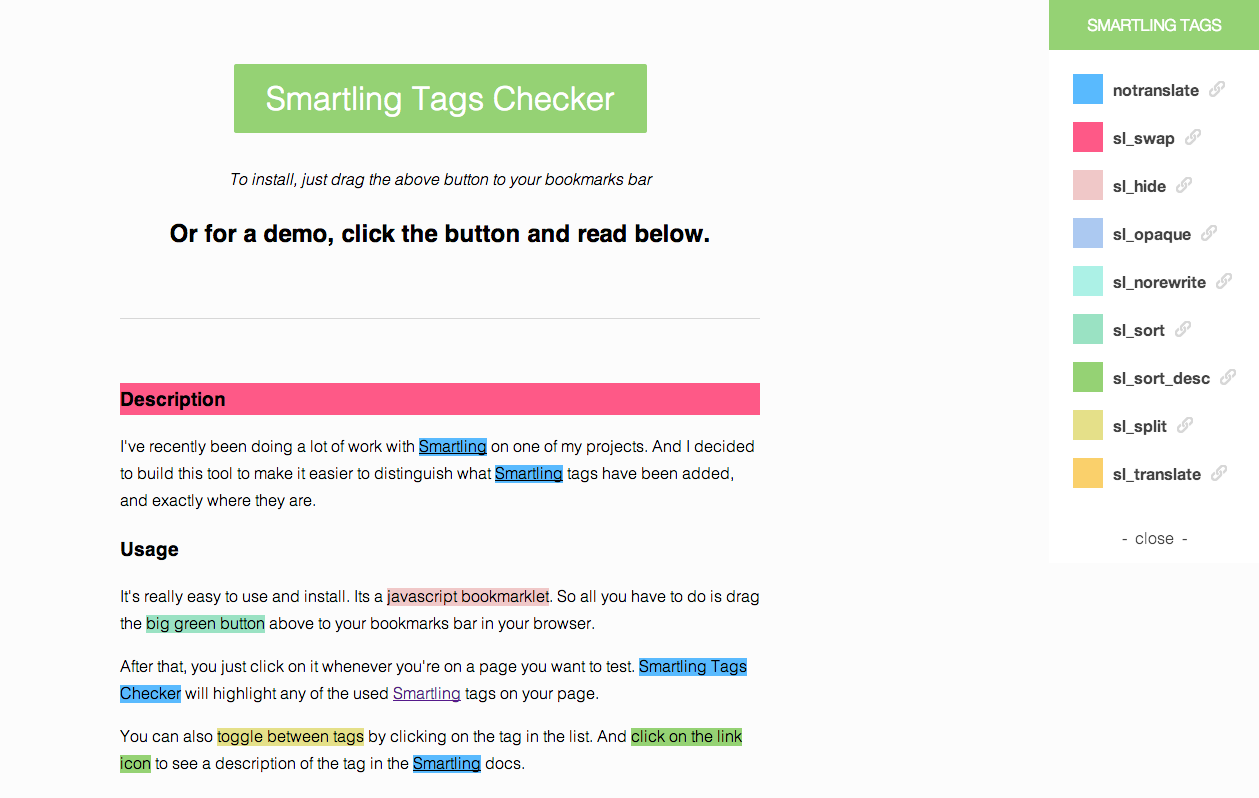 Smartling Tags Checker
To install, just drag the above button to your bookmarks bar
Or for a demo, click the button and read below.
Description
I've recently been doing a lot of work with Smartling on one of my projects. And I decided
to build this tool to make it easier to distinguish what Smartling tags have been added,
and exactly where they are.
Usage
It's really easy to use and install. Its a javascript bookmarklet. So all you have to do is drag
the big green button above to your bookmarks bar in your browser.
After that, you just click on it whenever you're on a page you want to test. Smartling Tags
Checker will highlight any of the used Smartling tags on your page.
You can also toggle between tags by clicking on the tag in the list. And click on the link
icon to see a description of the tag in the Smartling docs.
SMARTLING TAGS
notranslate
sl_swap
sl_hide
sl_opaque
sl_norewrite
sl_sort
sl_sort_desc
sl_split
sl_translate
- close -